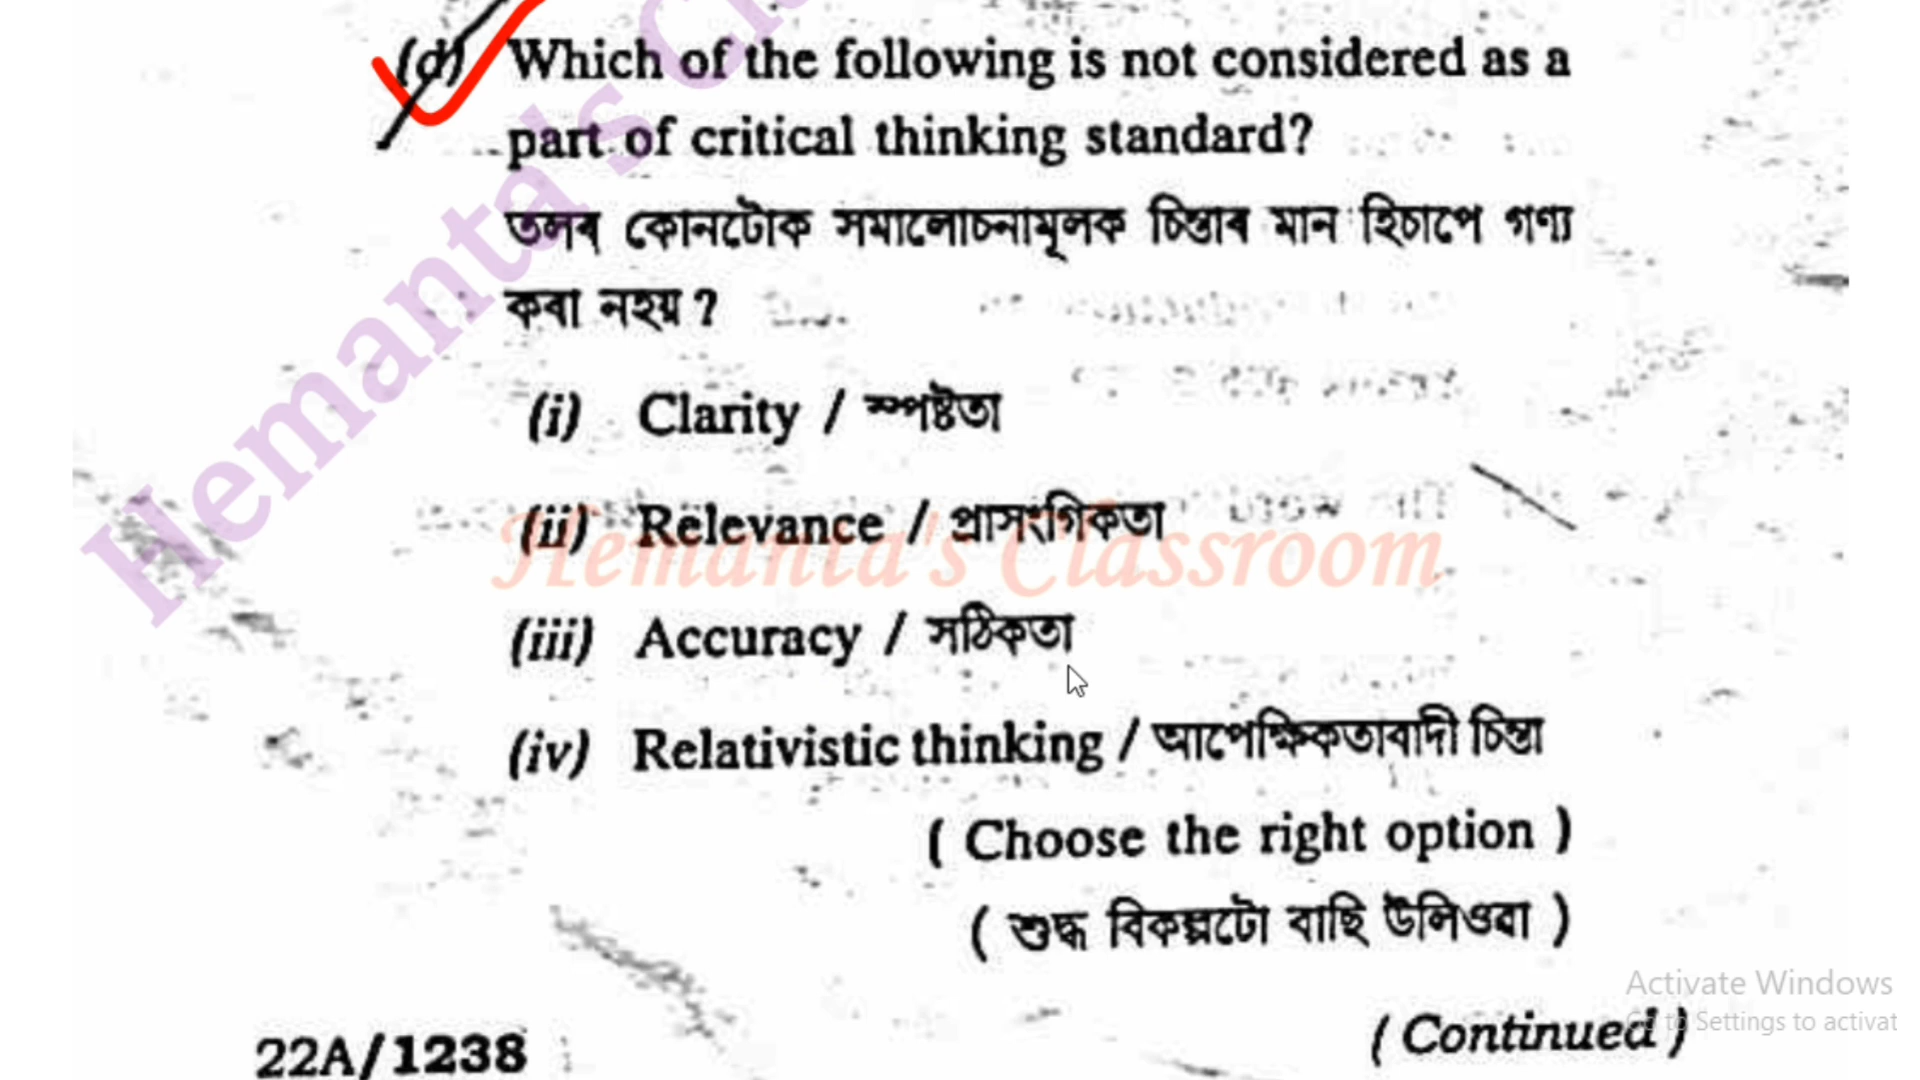 (d) Which of the following is not considered as a
part of critical thinking standard?
তলৰ কোনটোক সমালোচনামূলক চিন্তাৰ মান হিচাপে গণ্য
কৰা নহয় ?
(i) Clarity / স্পষ্টতা
(ii) Relevance / প্ৰাসংগিকতা
Hemanta's Classroom
(iii) Accuracy / সঠিকতা
(iv) Relativistic thinking / আপেক্ষিকতাবাদী চিন্তা
( Choose the right option )
( শুদ্ধ বিকল্পটো বাছি উলিওৱা )
Activate Windows
Go to Settings to activat
22A/1238
( Continued )
Hemanta's Cl